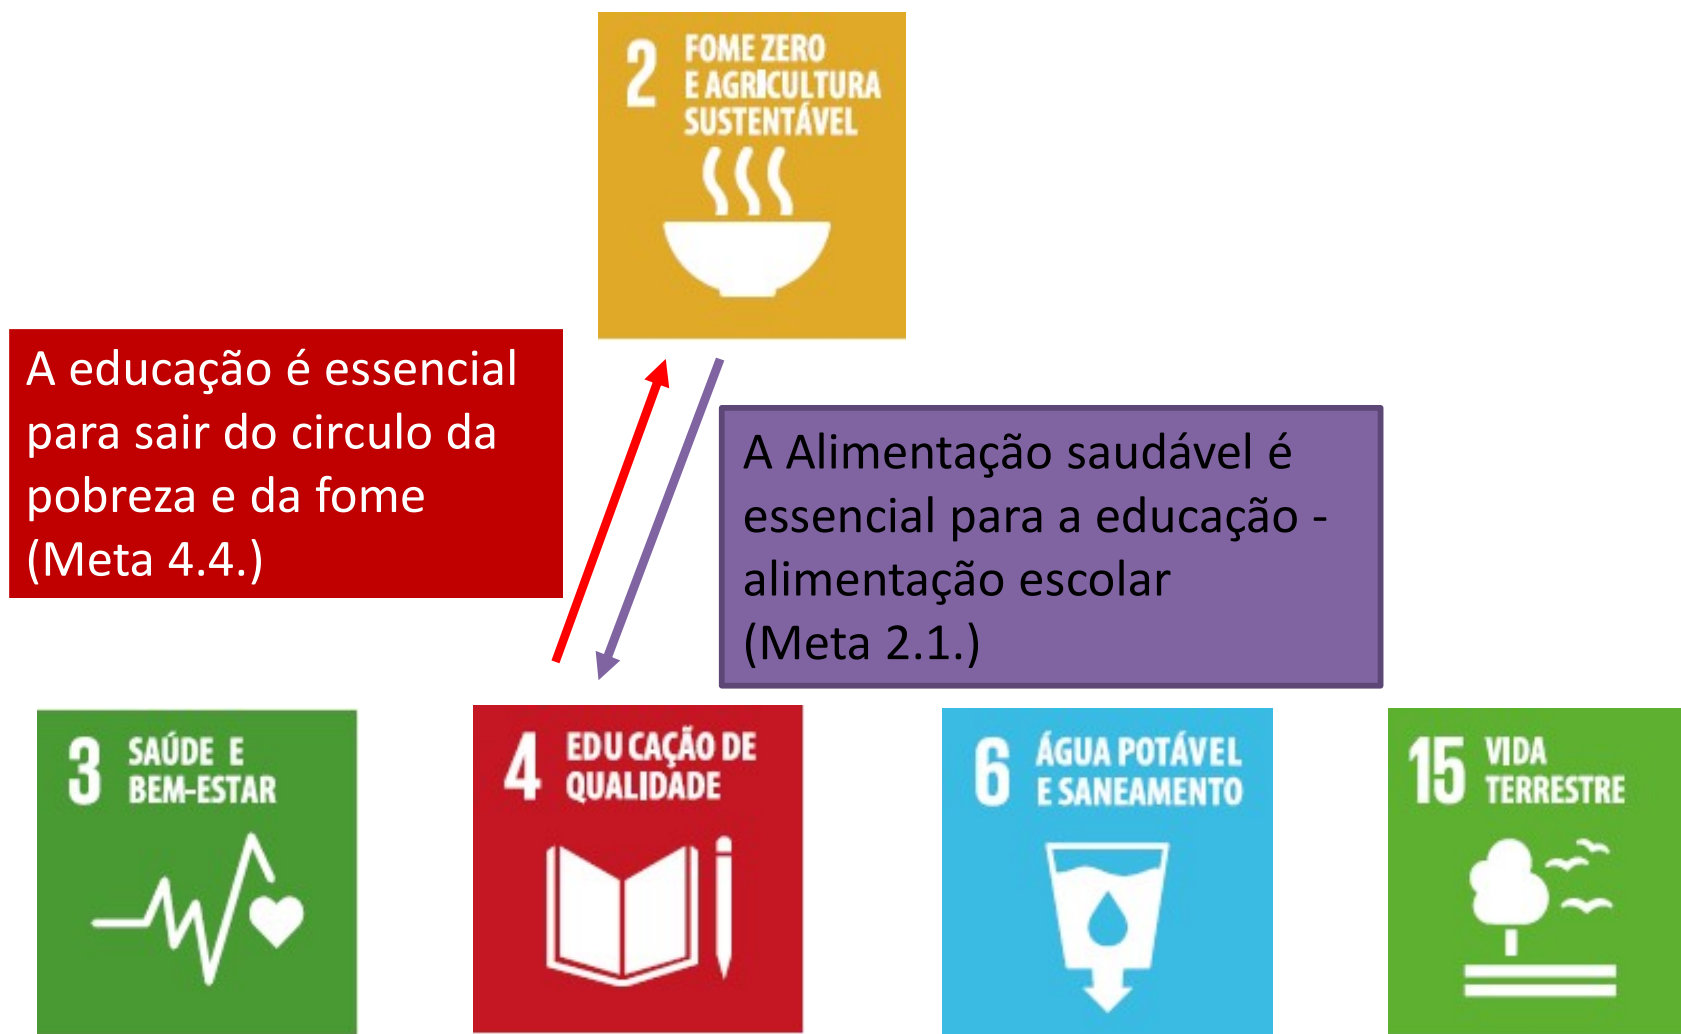 2 FOME ZERO
E AGRICULTURA
SUSTENTÁVEL
A educação é essencial
para sair do circulo da
pobreza e da fome
(Meta 4.4.)
A Alimentação saudável é
essencial para a educação -
alimentação escolar
(Meta 2.1.)
3 SAÚDE E
BEM-ESTAR
4 EDUCAÇÃO DE
QUALIDADE
6 ÁGUA POTÁVEL
E SANEAMENTO
15 VIDA
TERRESTRE